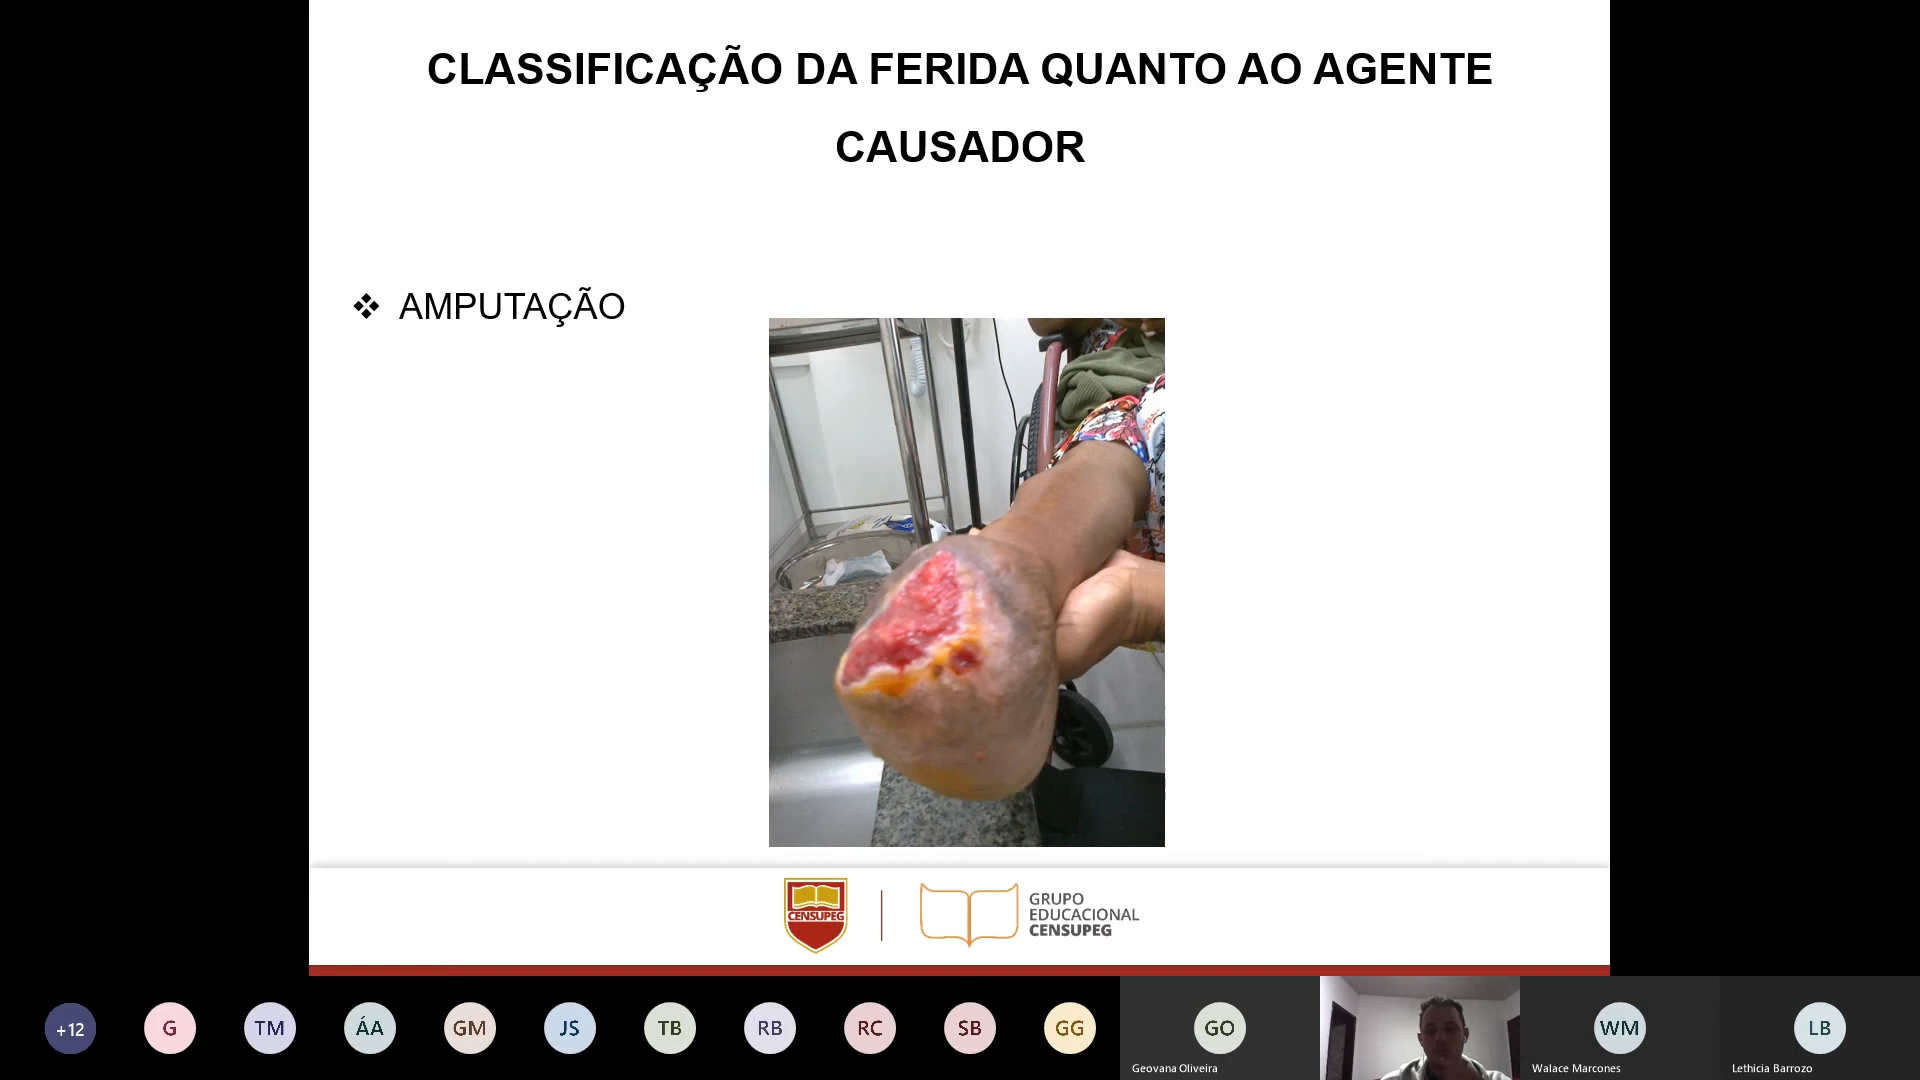 CLASSIFICAÇÃO DA FERIDA QUANTO AO AGENTE
CAUSADOR
❖ AMPUTAÇÃO
CENSUPEG
GRUPO
EDUCACIONAL
CENSUPEG
+12
G
TM
ÁA
GM
JS
TB
RB
RC
SB
GG
GO
WM
LB
Geovana Oliveira
Walace Marcones
Lethicia Barrozo